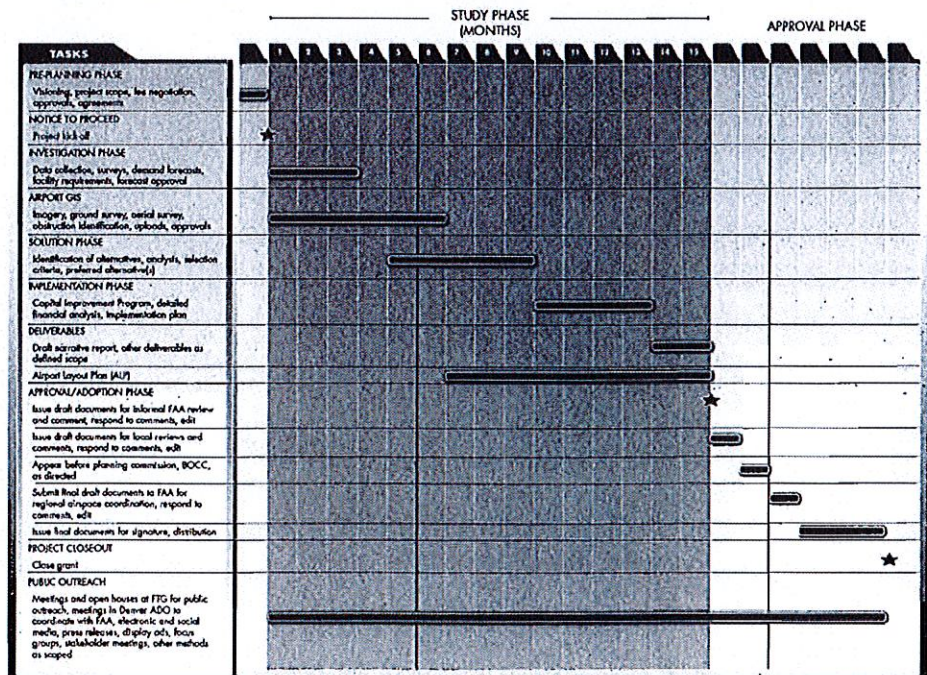 STUDY PHASE
(MONTHS)
APPROVAL PHASE
TASKS
1 2 3 4 5 6 7 8 9 10 11 12 13 14 15
PRE-PLANNING PHASE
Visioning, project scope, fee negotiation,
approvals, agreements
NOTICE TO PROCEED
Project kick off
INVESTIGATION PHASE
Data collection, surveys, demand forecasts,
facility requirements, forecast approval
AIRPORT GIS
Imagery, ground survey, aerial survey,
obstruction identification, uploads, approvals
SOLUTION PHASE
Identification of alternatives, analysis, selection
criteria, preferred alternative(s)
IMPLEMENTATION PHASE
Capital Improvement Program, detailed
financial analysis, implementation plan
DELIVERABLES
Draft narrative report, other deliverables as
defined scope
Airport Layout Plan (ALP)
APPROVAL/ADOPTION PHASE
Issue draft documents for informal FAA review
and comment, respond to comments, edit
Issue draft documents for local reviews and
comments, respond to comments, edit
Appear before planning commission, BOCC,
as directed
Submit final draft documents to FAA for
regional airspace coordination, respond to
comments, edit
Issue final documents for signature, distribution
PROJECT CLOSEOUT
Close grant
PUBLIC OUTREACH
Meetings and open houses at FTG for public
outreach, meetings in Denver ADO to
coordinate with FAA, electronic and social
media, press releases, display ads, focus
groups, stakeholder meetings, other methods
as scoped